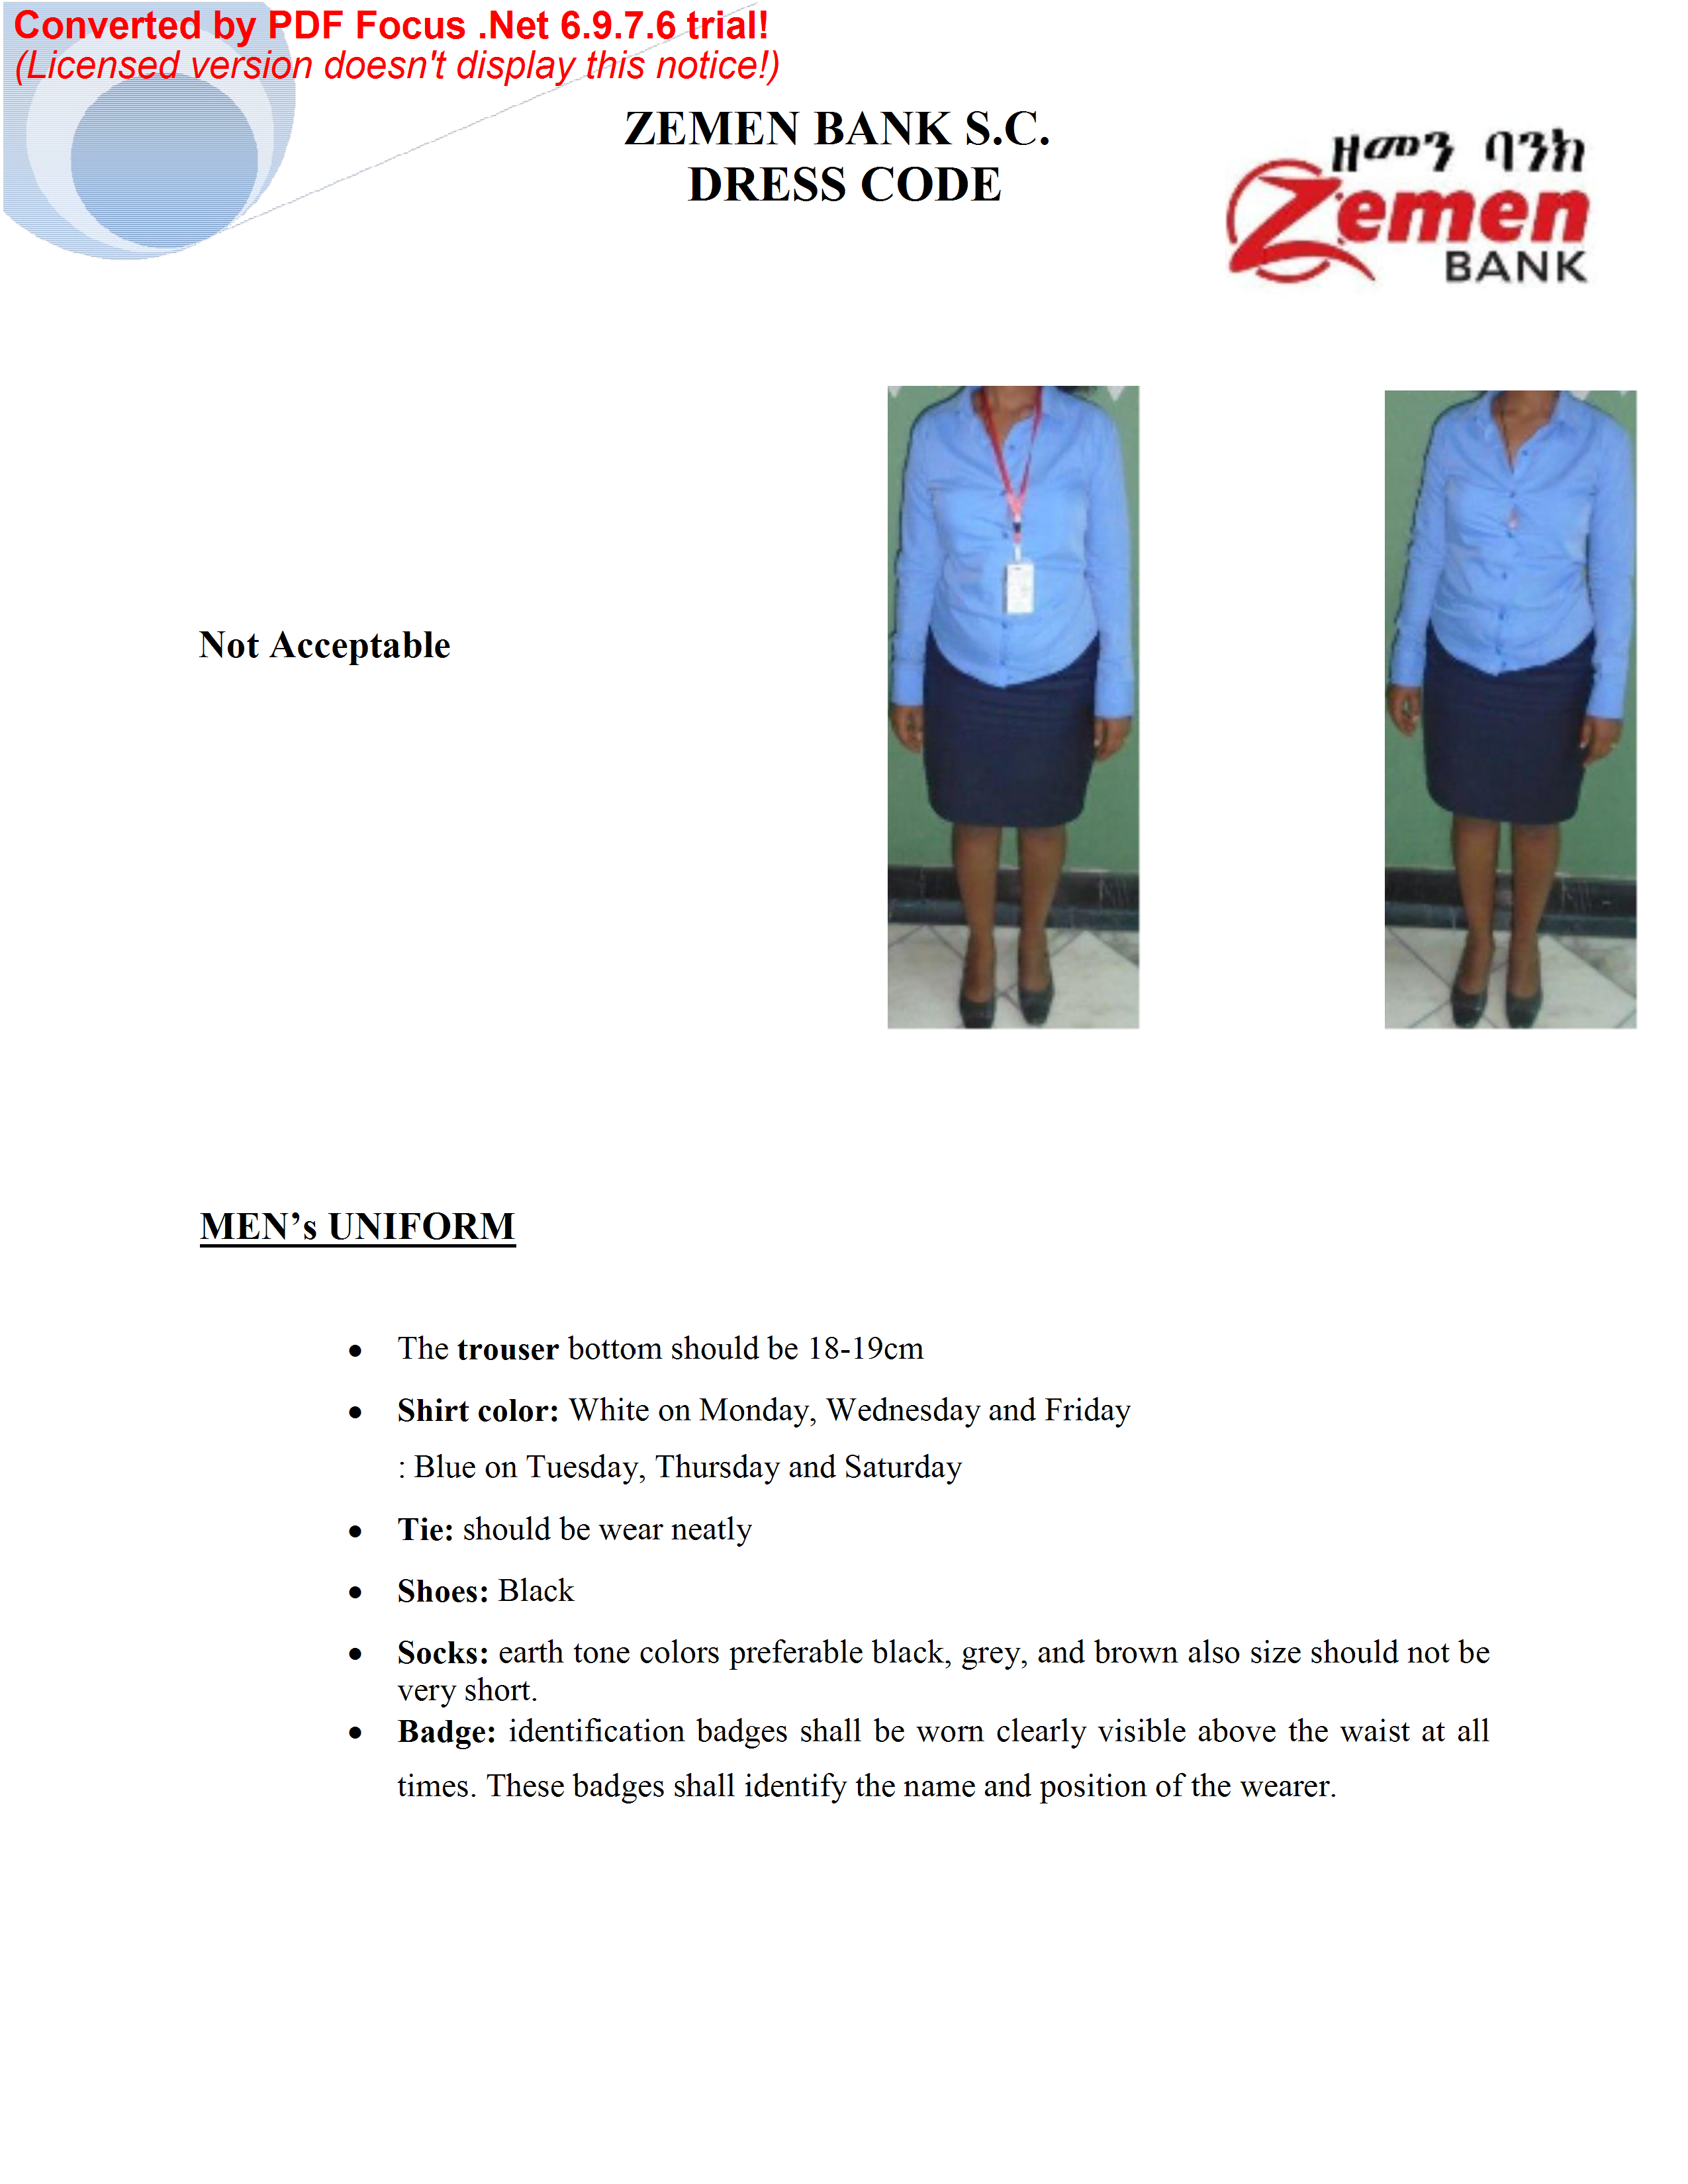 Converted by PDF Focus .Net 6.9.7.6 trial!
(Licensed version doesn't display this notice!)
ZEMEN BANK S.C.
DRESS CODE
ዘመን ባንክ
Zemen
BANK
Not Acceptable
MEN’s UNIFORM
• The trouser bottom should be 18-19cm
• Shirt color: White on Monday, Wednesday and Friday
: Blue on Tuesday, Thursday and Saturday
• Tie: should be wear neatly
• Shoes: Black
• Socks: earth tone colors preferable black, grey, and brown also size should not be
very short.
• Badge: identification badges shall be worn clearly visible above the waist at all
times. These badges shall identify the name and position of the wearer.